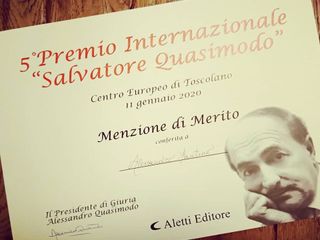 5° Premio Internazionale
"Salvatore Quasimodo"
Centro Europeo di Toscolano
11 gennaio 2020
Menzione di Merito
conferita a
Il Presidente di Giuria
Alessandro Quasimodo
Aletti Editore